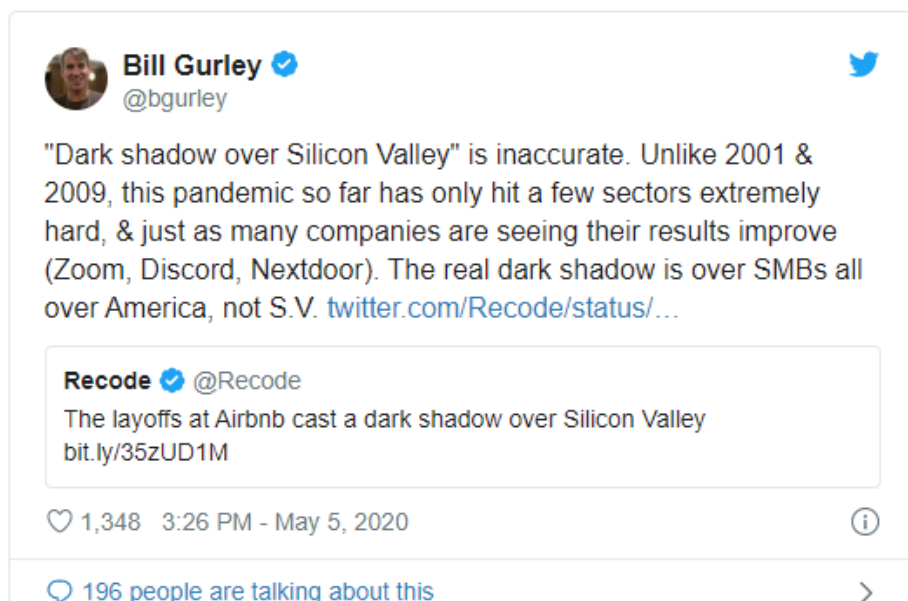 Bill Gurley
@bgurley
"Dark shadow over Silicon Valley" is inaccurate. Unlike 2001 &
2009, this pandemic so far has only hit a few sectors extremely
hard, & just as many companies are seeing their results improve
(Zoom, Discord, Nextdoor). The real dark shadow is over SMBs all
over America, not S.V. twitter.com/Recode/status/…
Recode @Recode
The layoffs at Airbnb cast a dark shadow over Silicon Valley
bit.ly/35zUD1M
1,348 3:26 PM - May 5, 2020
196 people are talking about this